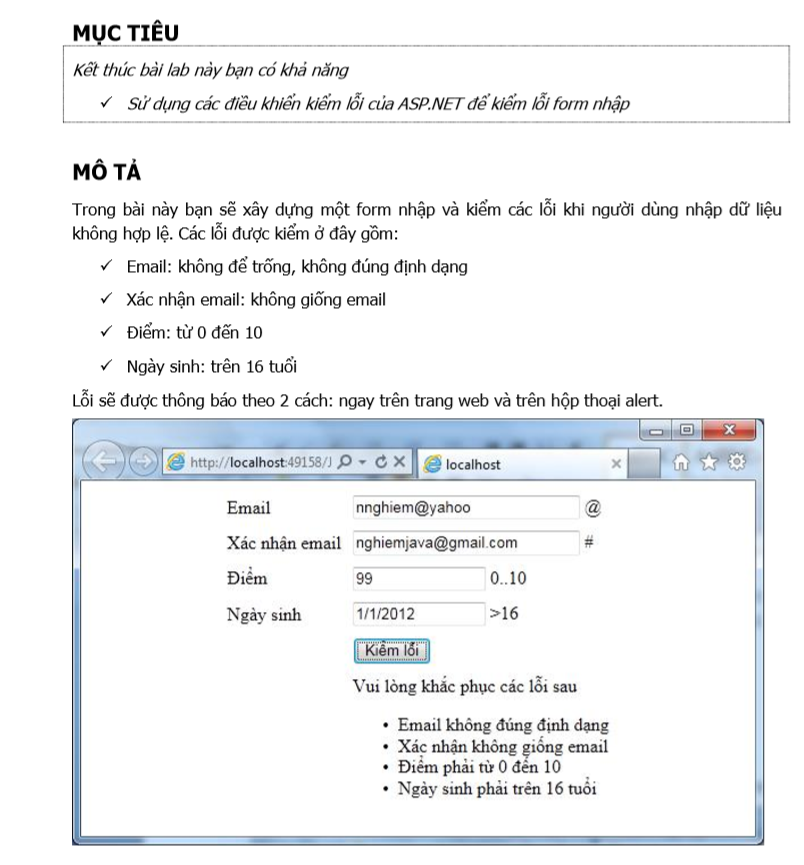 MỤC TIÊU
Kết thúc bài lab này bạn có khả năng
✓ Sử dụng các điều khiển kiểm lỗi của ASP.NET để kiểm lỗi form nhập
MÔ TẢ
Trong bài này bạn sẽ xây dựng một form nhập và kiểm các lỗi khi người dùng nhập dữ liệu
không hợp lệ. Các lỗi được kiểm ở đây gồm:
✓ Email: không để trống, không đúng định dạng
✓ Xác nhận email: không giống email
✓ Điểm: từ 0 đến 10
✓ Ngày sinh: trên 16 tuổi
Lỗi sẽ được thông báo theo 2 cách: ngay trên trang web và trên hộp thoại alert.
http://localhost:49158/J
localhost
Email nnghiem@yahoo @
Xác nhận email nghiemjava@gmail.com #
Điểm 99 0..10
Ngày sinh 1/1/2012 >16
Kiểm lỗi
Vui lòng khắc phục các lỗi sau
• Email không đúng định dạng
• Xác nhận không giống email
• Điểm phải từ 0 đến 10
• Ngày sinh phải trên 16 tuổi